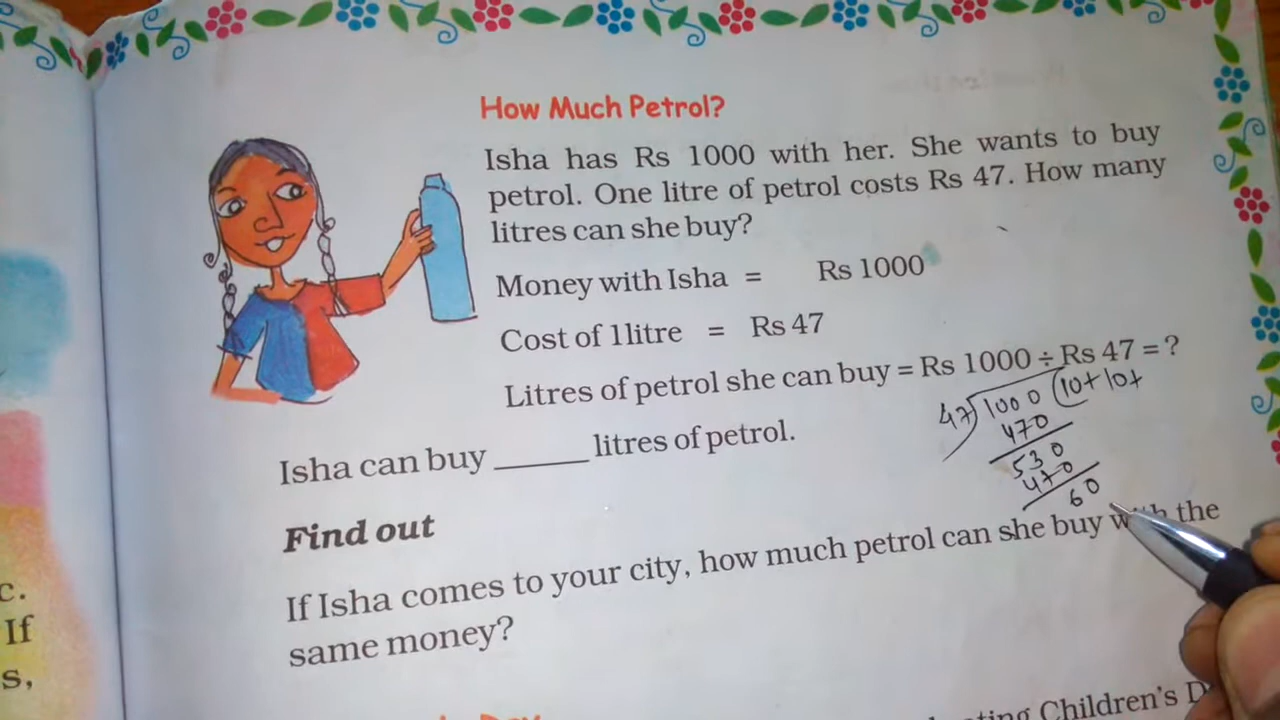 How Much Petrol?
Isha has Rs 1000 with her. She wants to buy
petrol. One litre of petrol costs Rs 47. How many
litres can she buy?
Money with Isha = Rs 1000
Cost of 1litre = Rs 47
Litres of petrol she can buy = Rs 1000 ÷ Rs 47 = ?
47)1000(10+10+
470
530
470
60
Isha can buy ______ litres of petrol.
Find out
If Isha comes to your city, how much petrol can she buy with the
same money?
c.
If
s,
Children's